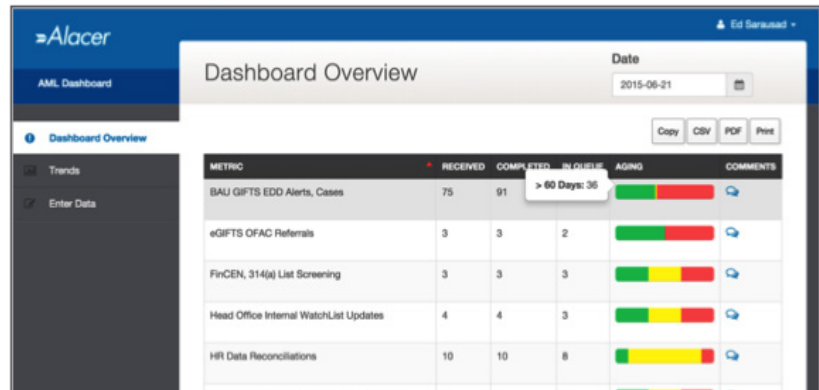 Alacer
Ed Sarausad
AML Dashboard
Dashboard Overview
Date
2015-06-21
Dashboard Overview
Trends
Enter Data
Copy CSV PDF Print
METRIC RECEIVED COMPLETED IN QUEUE AGING COMMENTS
> 60 Days: 36
BAU GIFTS EDD Alerts, Cases 75 91
eGIFTS OFAC Referrals 3 3 2
FinCEN, 314(a) List Screening 3 3 3
Head Office Internal WatchList Updates 4 4 3
HR Data Reconciliations 10 10 8